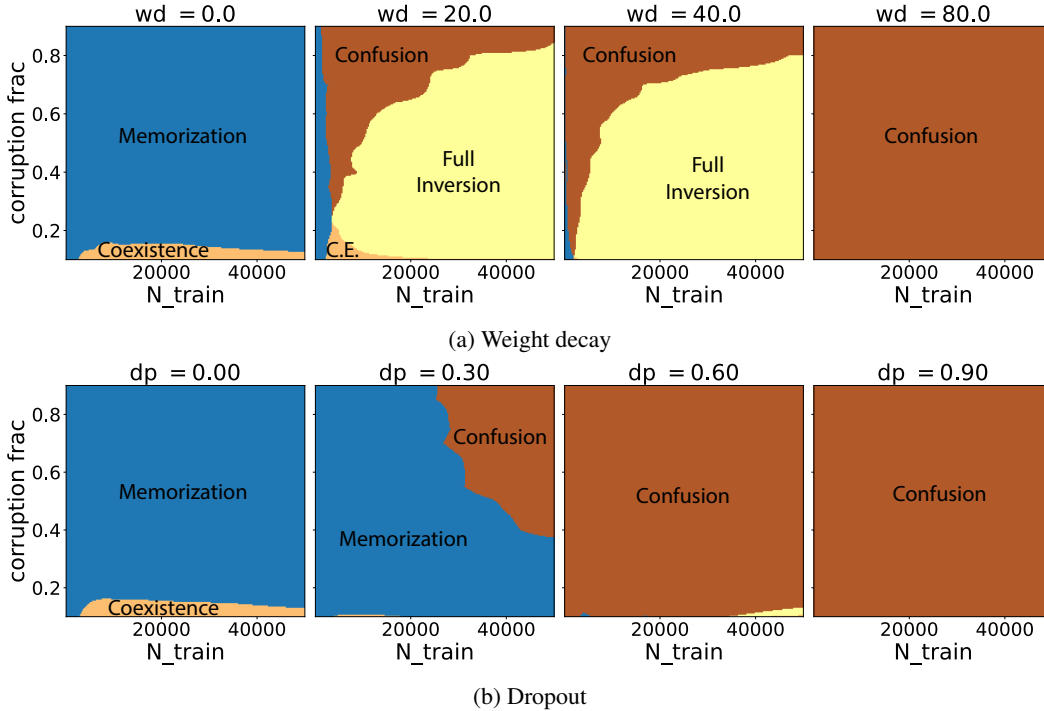 wd = 0.0 wd = 20.0 wd = 40.0 wd = 80.0
corruption frac
0.8
0.6
0.4
0.2
Memorization
Coexistence
Confusion
Full
Inversion
C.E.
Confusion
Full
Inversion
Confusion
20000 40000 20000 40000 20000 40000 20000 40000
N_train N_train N_train N_train
(a) Weight decay
dp = 0.00 dp = 0.30 dp = 0.60 dp = 0.90
corruption frac
0.8
0.6
0.4
0.2
Memorization
Coexistence
Confusion
Memorization
Confusion
Confusion
20000 40000 20000 40000 20000 40000 20000 40000
N_train N_train N_train N_train
(b) Dropout